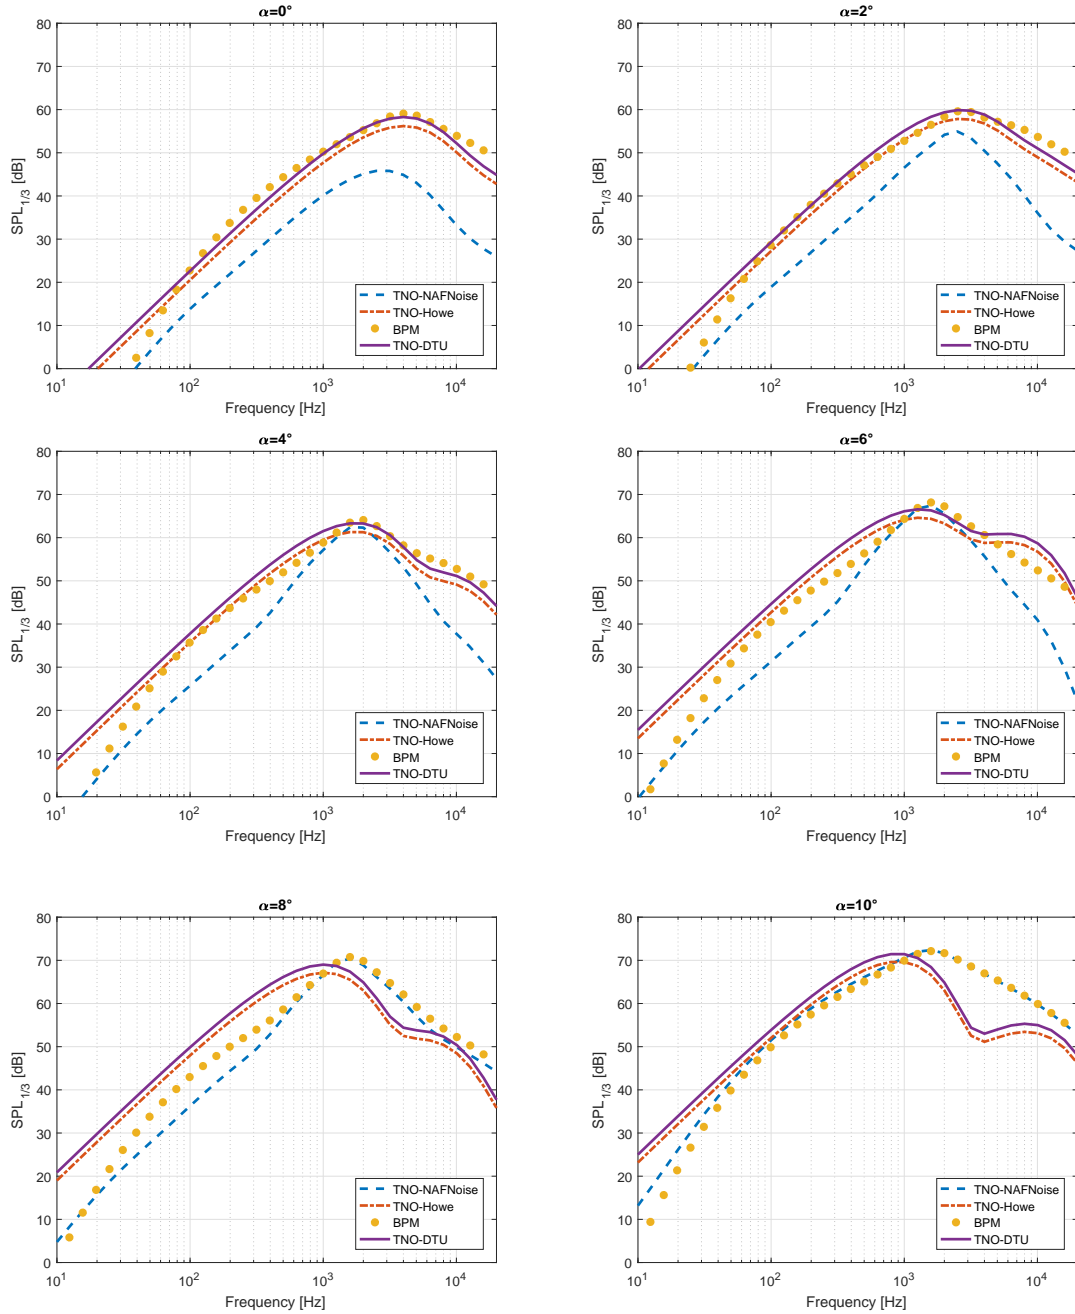 α=0°
80
70
60
50
40
30
20
10
0
SPL1/3 [dB]
10^1 10^2 10^3 10^4
Frequency [Hz]
TNO-NAFNoise
TNO-Howe
BPM
TNO-DTU
α=2°
80
70
60
50
40
30
20
10
0
SPL1/3 [dB]
10^1 10^2 10^3 10^4
Frequency [Hz]
TNO-NAFNoise
TNO-Howe
BPM
TNO-DTU
α=4°
80
70
60
50
40
30
20
10
0
SPL1/3 [dB]
10^1 10^2 10^3 10^4
Frequency [Hz]
TNO-NAFNoise
TNO-Howe
BPM
TNO-DTU
α=6°
80
70
60
50
40
30
20
10
0
SPL1/3 [dB]
10^1 10^2 10^3 10^4
Frequency [Hz]
TNO-NAFNoise
TNO-Howe
BPM
TNO-DTU
α=8°
80
70
60
50
40
30
20
10
0
SPL1/3 [dB]
10^1 10^2 10^3 10^4
Frequency [Hz]
TNO-NAFNoise
TNO-Howe
BPM
TNO-DTU
α=10°
80
70
60
50
40
30
20
10
0
SPL1/3 [dB]
10^1 10^2 10^3 10^4
Frequency [Hz]
TNO-NAFNoise
TNO-Howe
BPM
TNO-DTU